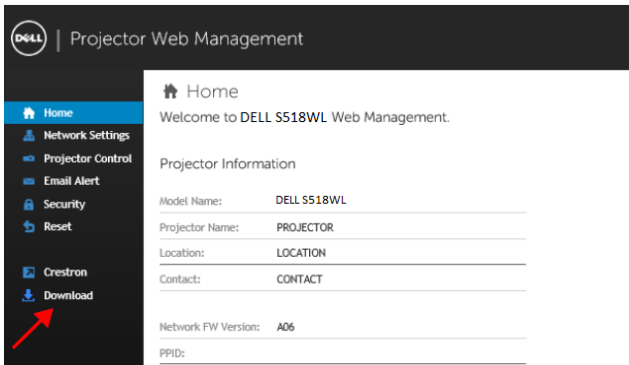 DELL | Projector Web Management
Home
Network Settings
Projector Control
Email Alert
Security
Reset
Crestron
Download
Home
Welcome to DELL S518WL Web Management.
Projector Information
Model Name: DELL S518WL
Projector Name: PROJECTOR
Location: LOCATION
Contact: CONTACT
Network FW Version: A06
PPID: